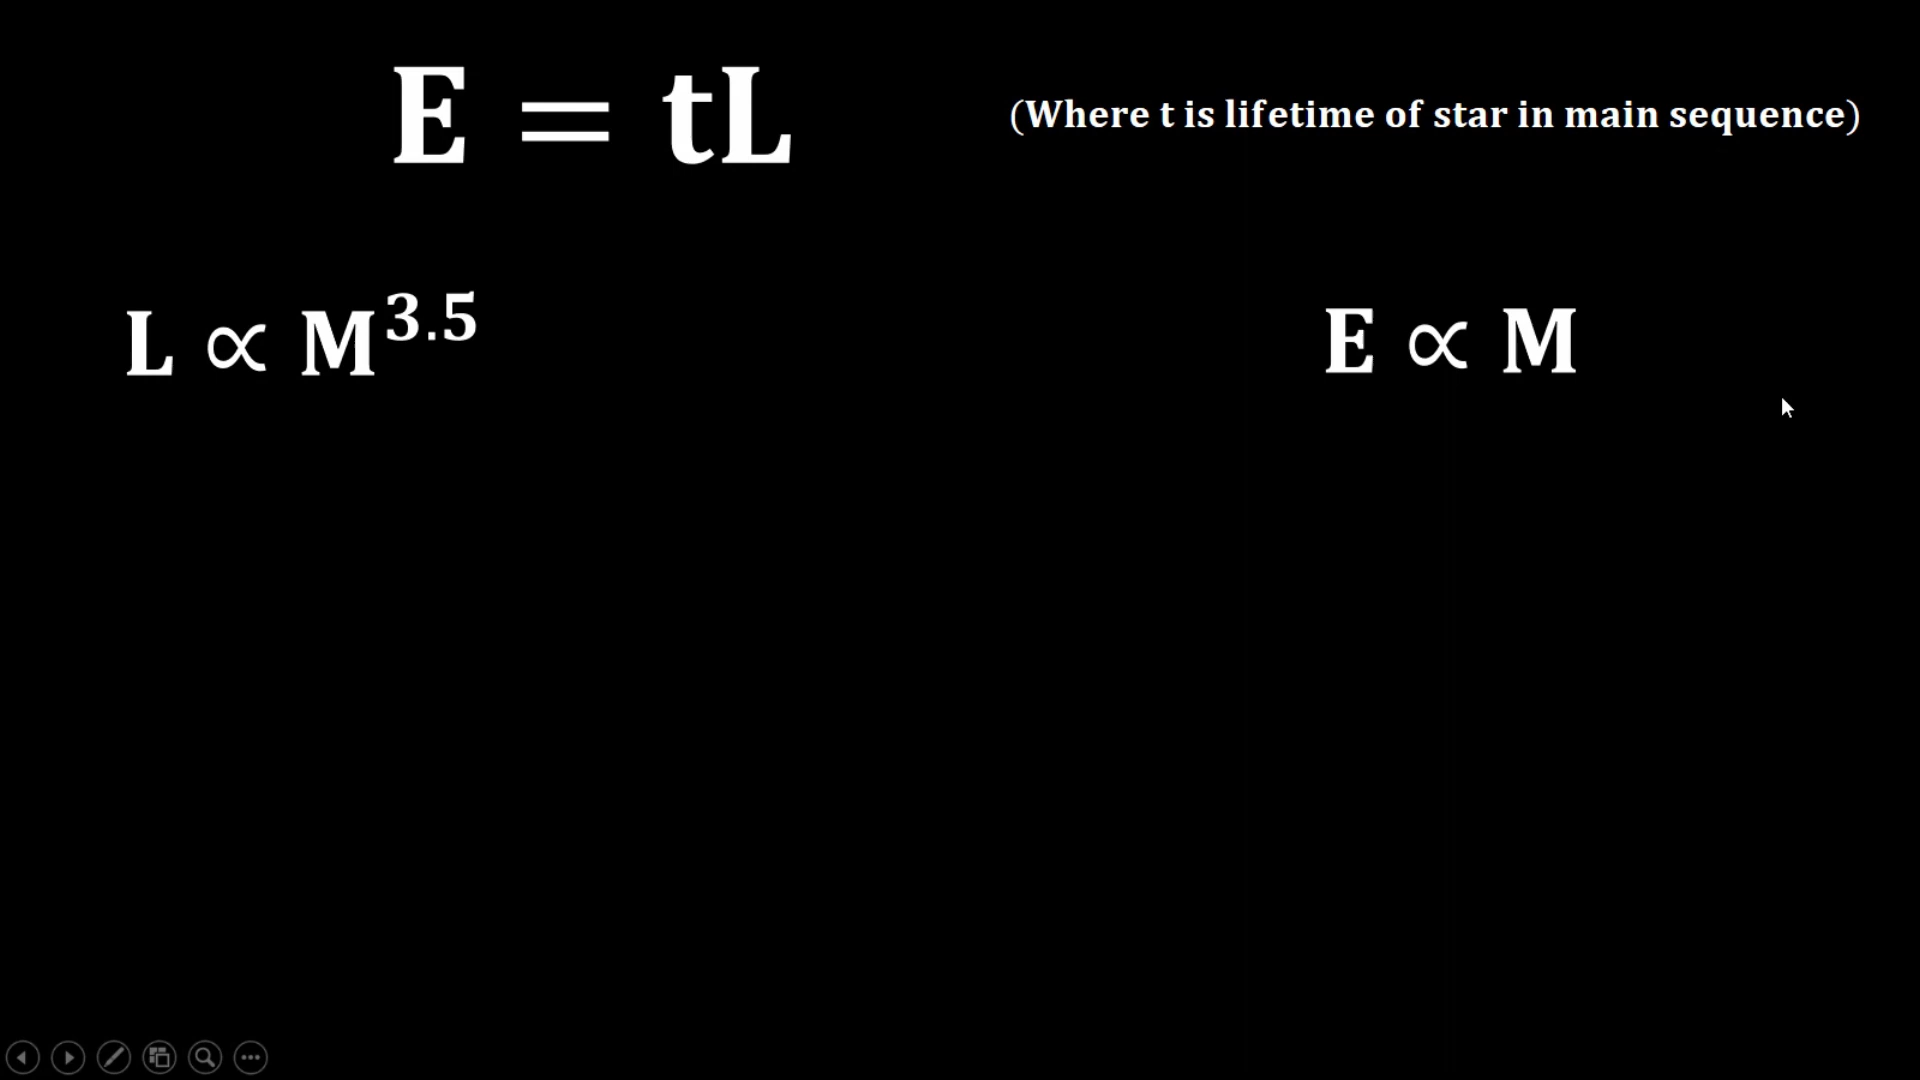 E = tL (Where t is lifetime of star in main sequence)
L ∝ M^3.5 E ∝ M